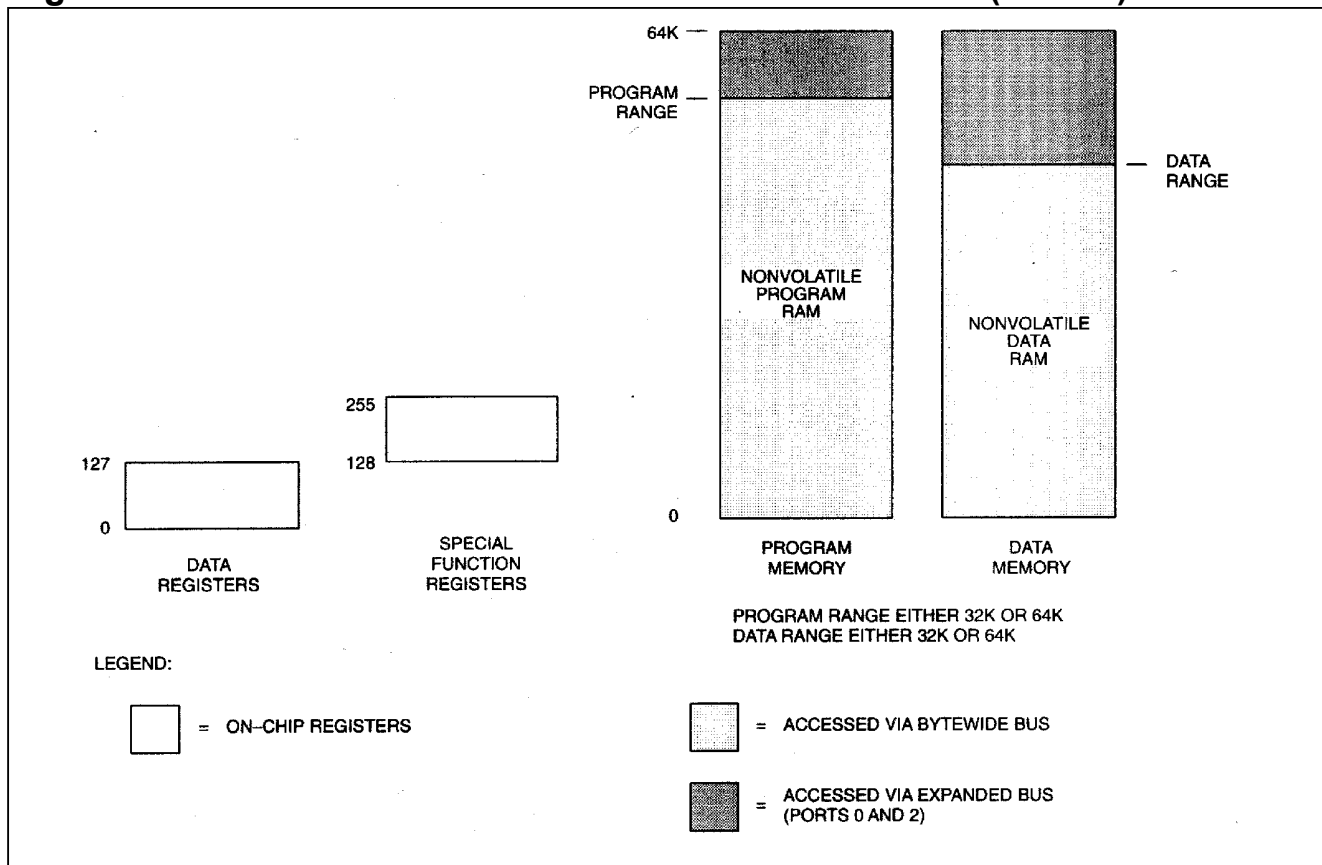 64K
PROGRAM
RANGE
DATA
RANGE
NONVOLATILE
PROGRAM
RAM
NONVOLATILE
DATA
RAM
255
128
127
0
0
DATA
REGISTERS
SPECIAL
FUNCTION
REGISTERS
PROGRAM
MEMORY
DATA
MEMORY
PROGRAM RANGE EITHER 32K OR 64K
DATA RANGE EITHER 32K OR 64K
LEGEND:
= ON–CHIP REGISTERS
= ACCESSED VIA BYTEWIDE BUS
= ACCESSED VIA EXPANDED BUS
(PORTS 0 AND 2)